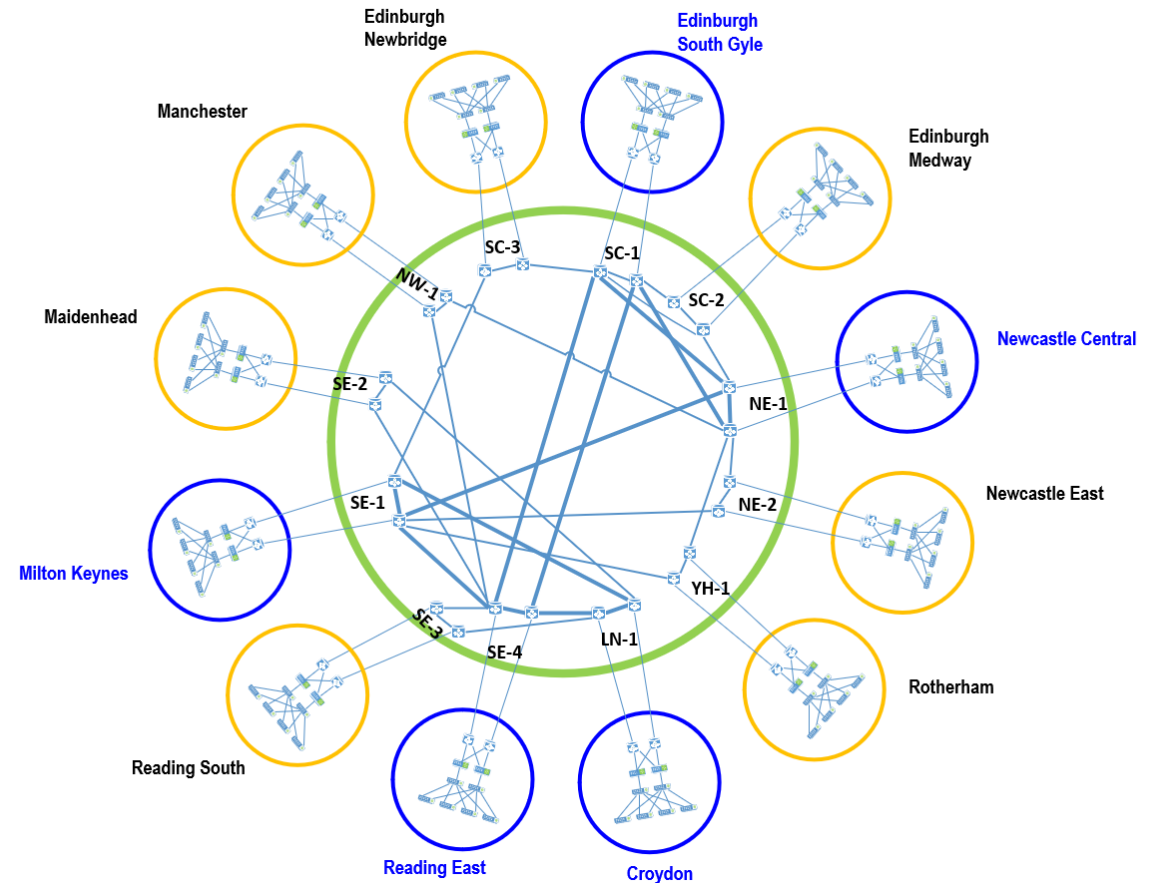 Edinburgh
Newbridge
Edinburgh
South Gyle
Manchester
Edinburgh
Medway
SC-3
SC-1
NW-1
SC-2
Maidenhead
Newcastle Central
SE-2
NE-1
Newcastle East
SE-1
NE-2
Milton Keynes
YH-1
SE-3
LN-1
SE-4
Rotherham
Reading South
Reading East
Croydon